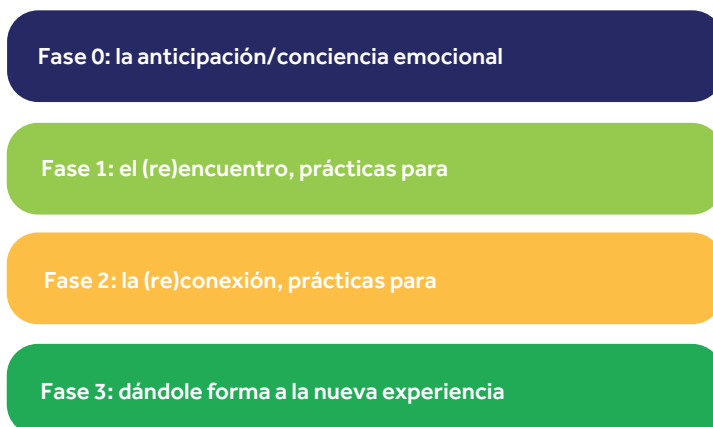 Fase 0: la anticipación/conciencia emocional
Fase 1: el (re)encuentro, prácticas para
Fase 2: la (re)conexión, prácticas para
Fase 3: dándole forma a la nueva experiencia